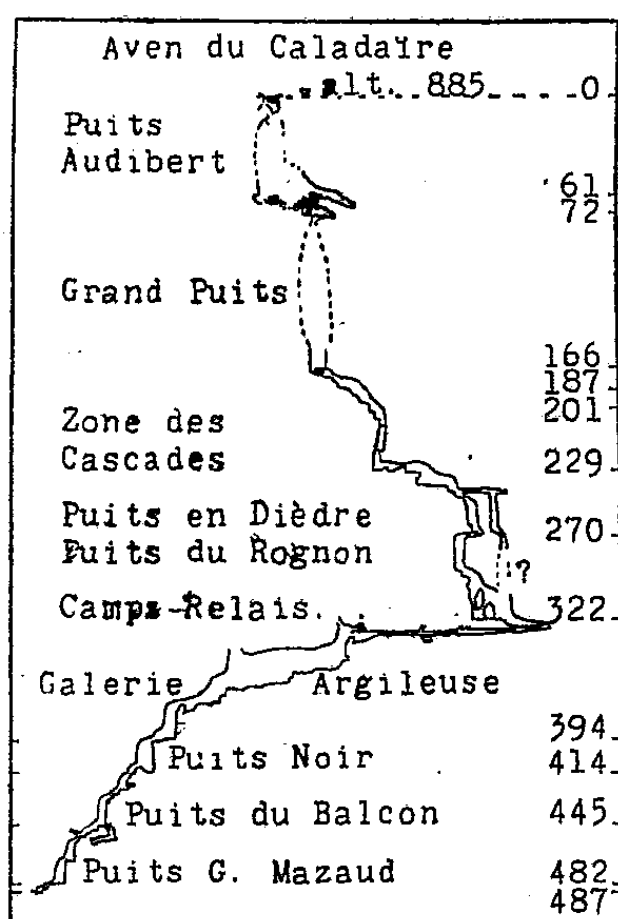 Aven du Caladaïre
alt. 885 0
Puits
Audibert
61
72
Grand Puits
166
187
Zone des
201
Cascades
229
Puits en Dièdre
270
Puits du Rognon
?
Camps-Relais.
322
Galerie Argileuse
394
Puits Noir
414
Puits du Balcon
445
Puits G. Mazaud
482
487